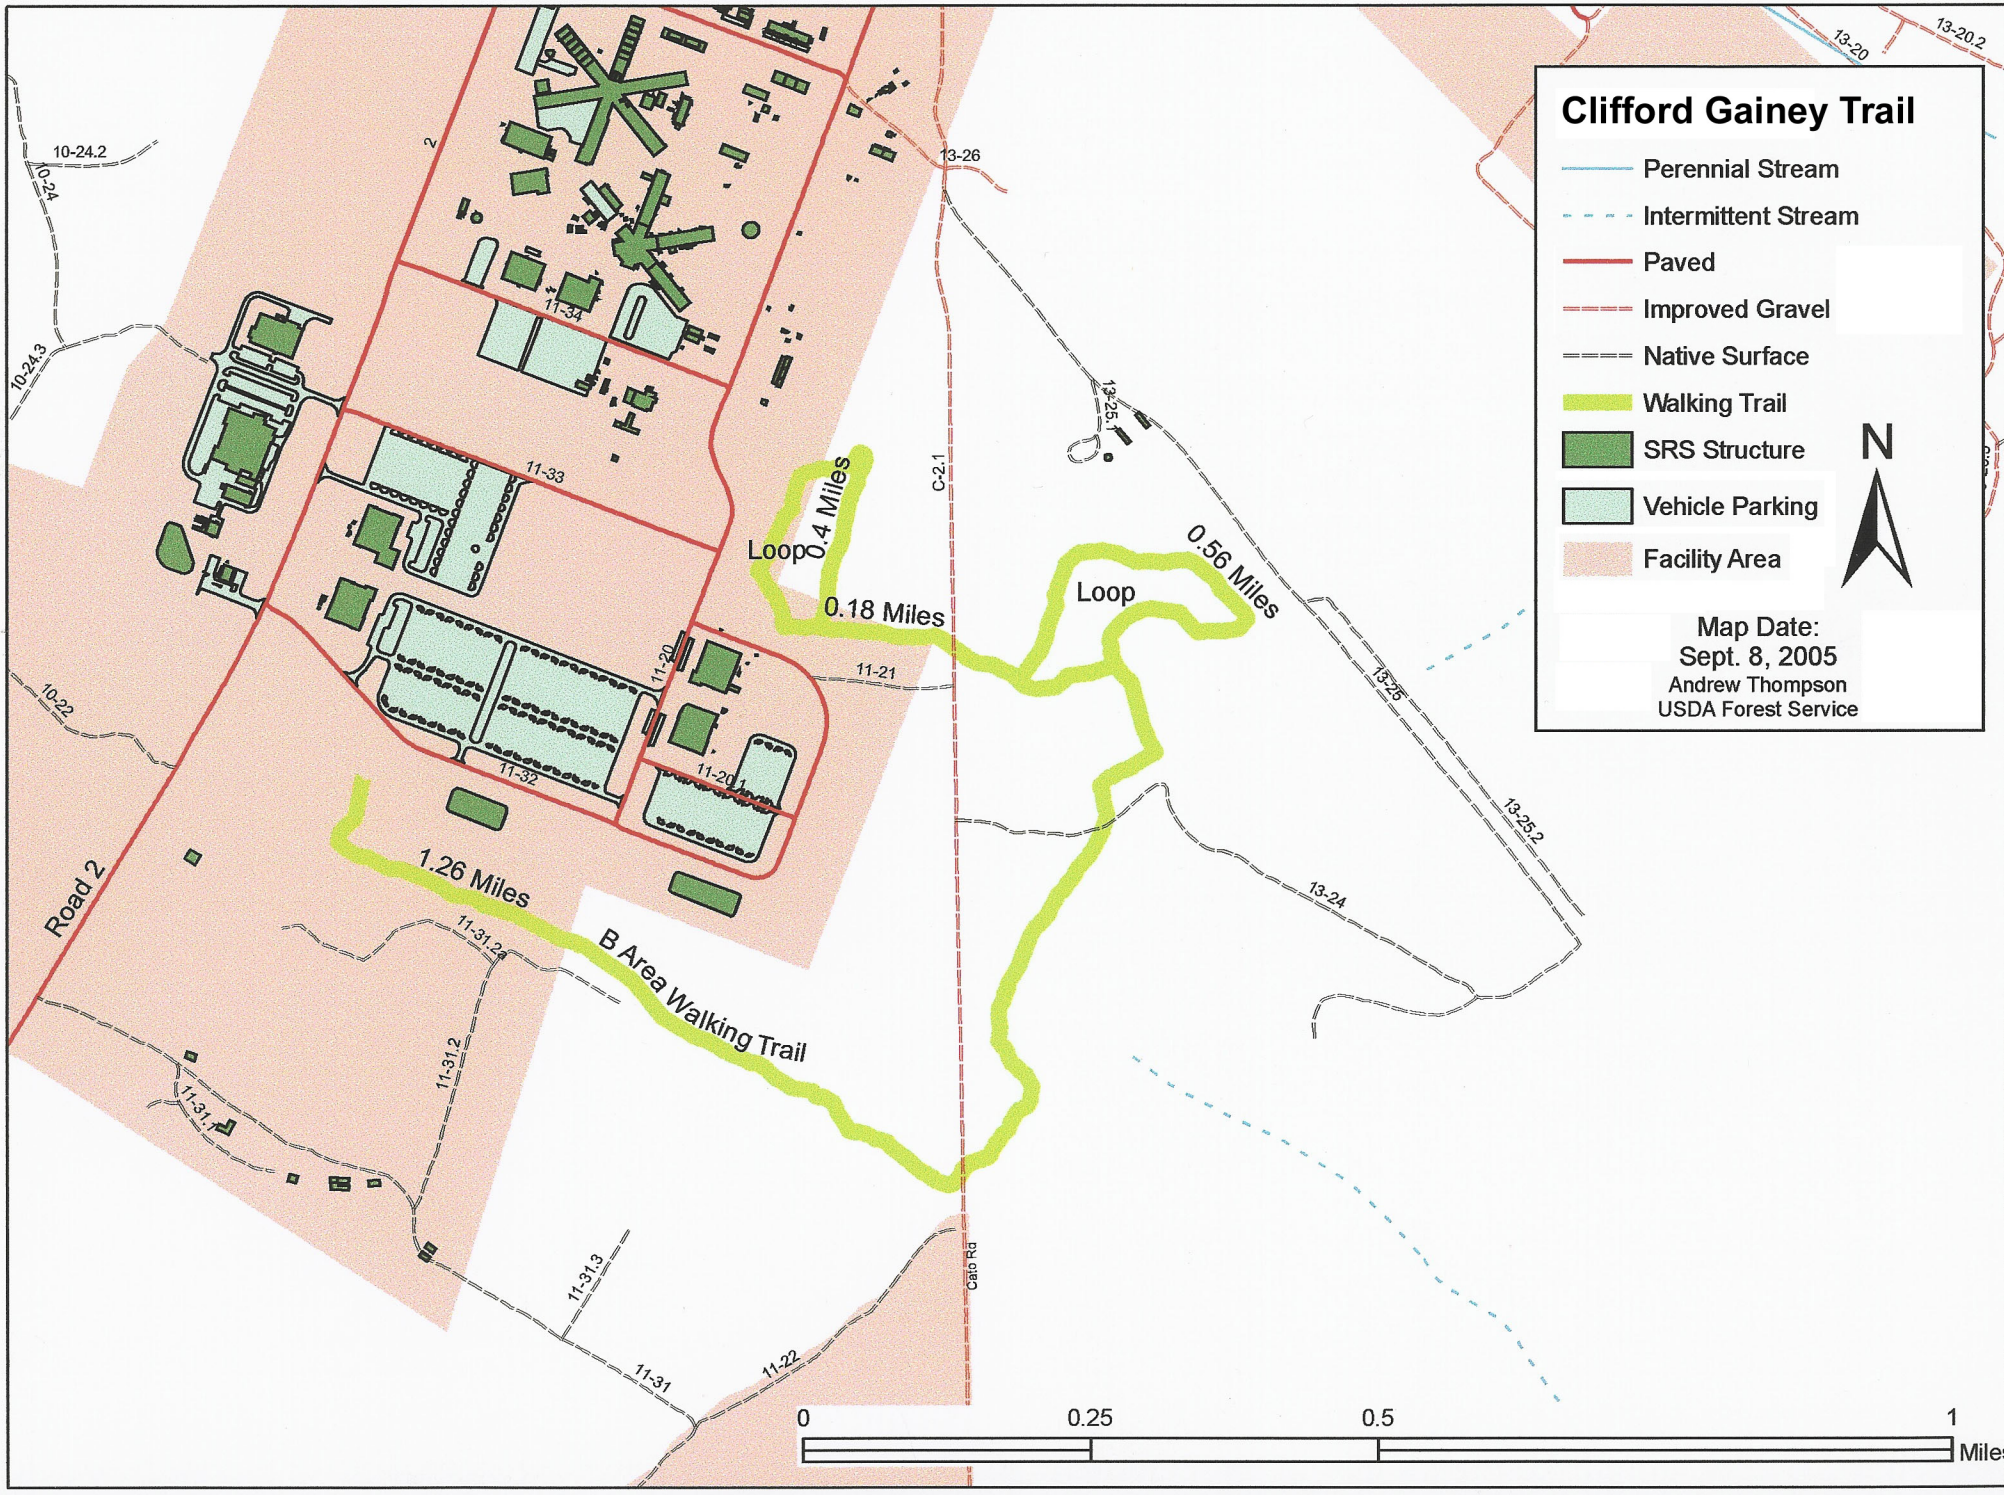 Clifford Gainey Trail
Perennial Stream
Intermittent Stream
Paved
Improved Gravel
Native Surface
Walking Trail
SRS Structure
Vehicle Parking
Facility Area
N
Map Date:
Sept. 8, 2005
Andrew Thompson
USDA Forest Service
13-20
13-20.2
10-24.2
10-24
10-24.3
2
13-26
11-34
11-33
C-2.1
13-25.1
Loop
0.4 Miles
0.18 Miles
Loop
0.56 Miles
11-20
11-21
13-25
10-22
11-32
11-20.1
13-25.2
Road 2
1.26 Miles
13-24
11-31.2a
B Area Walking Trail
11-31.2
11-31.1
Cato Rd
11-31.3
11-31
11-22
0
0.25
0.5
1
Miles